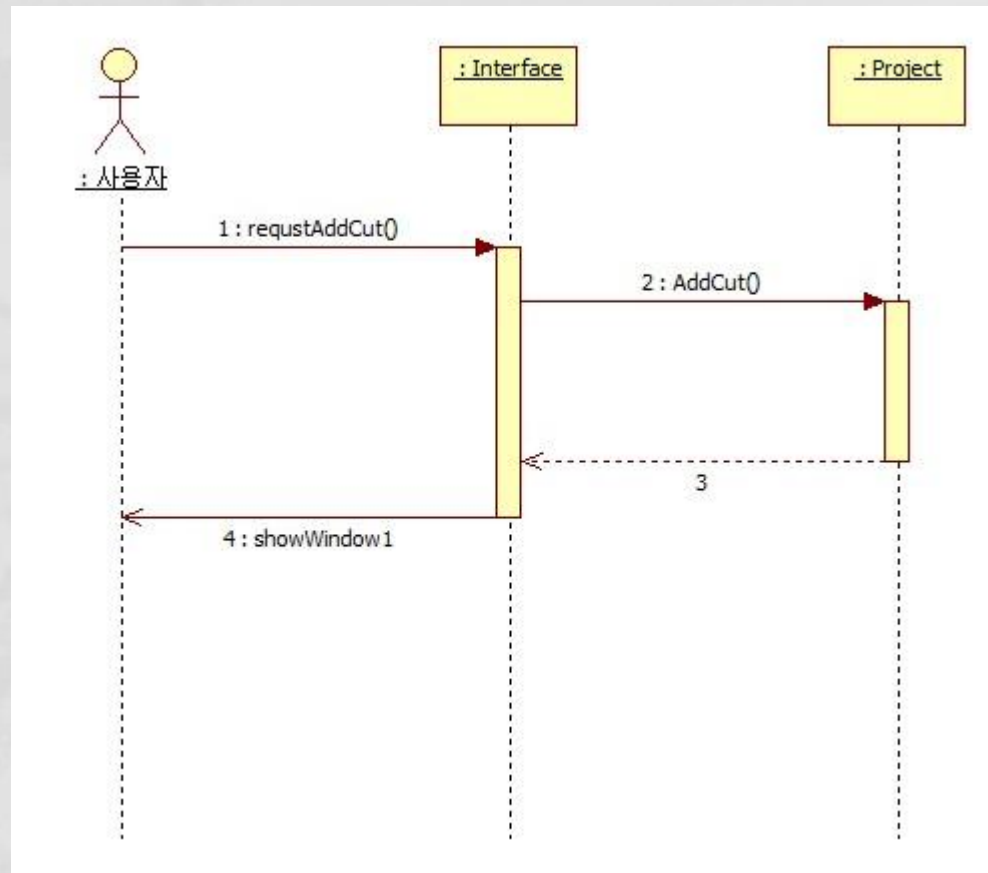 : Interface
: Project
: 사용자
1 : requstAddCut()
2 : AddCut()
3
4 : showWindow1